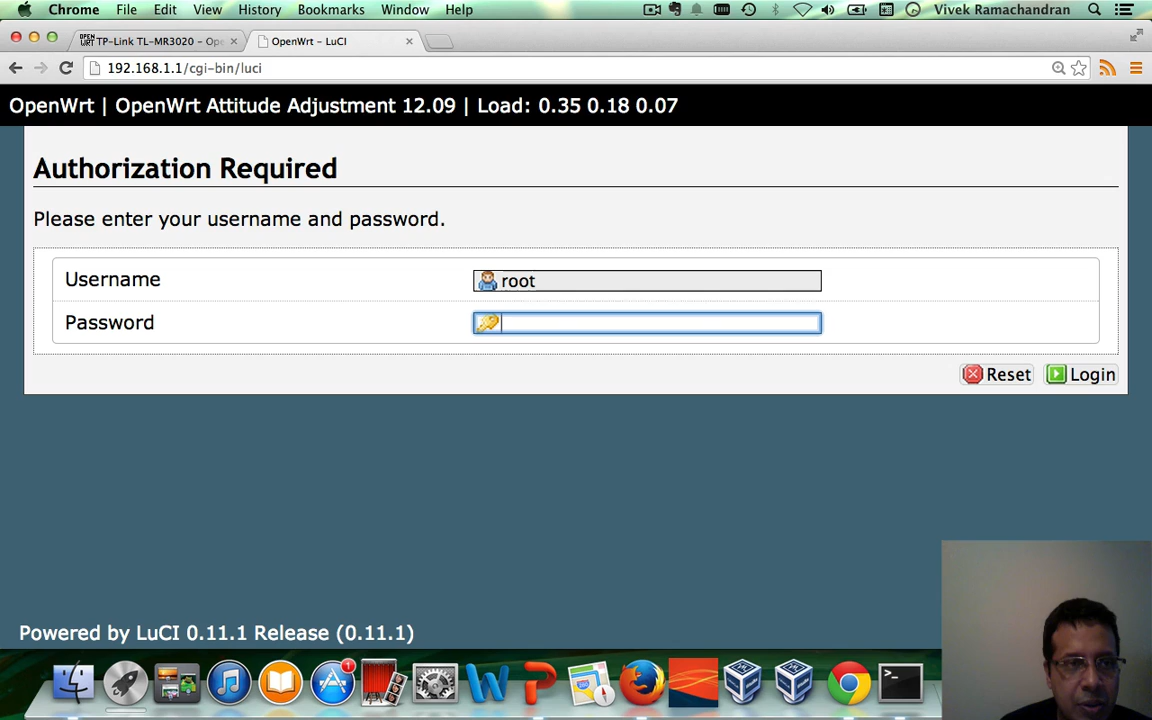 Chrome File Edit View History Bookmarks Window Help Vivek Ramachandran
TP-Link TL-MR3020 - Ope OpenWrt - LuCI
192.168.1.1/cgi-bin/luci
OpenWrt | OpenWrt Attitude Adjustment 12.09 | Load: 0.35 0.18 0.07
Authorization Required
Please enter your username and password.
Username root
Password
Reset Login
Powered by LuCI 0.11.1 Release (0.11.1)
1